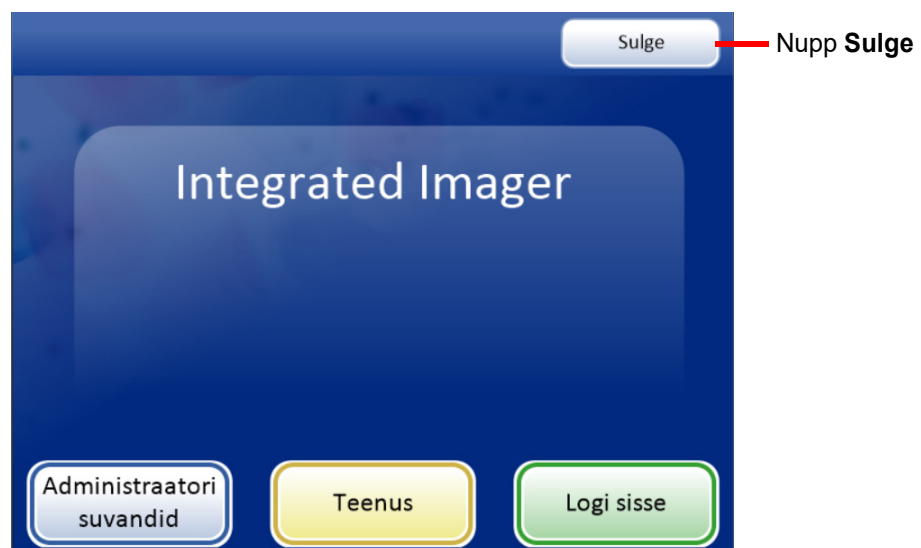 Sulge
Nupp Sulge
Integrated Imager
Administraatori
suvandid
Teenus
Logi sisse